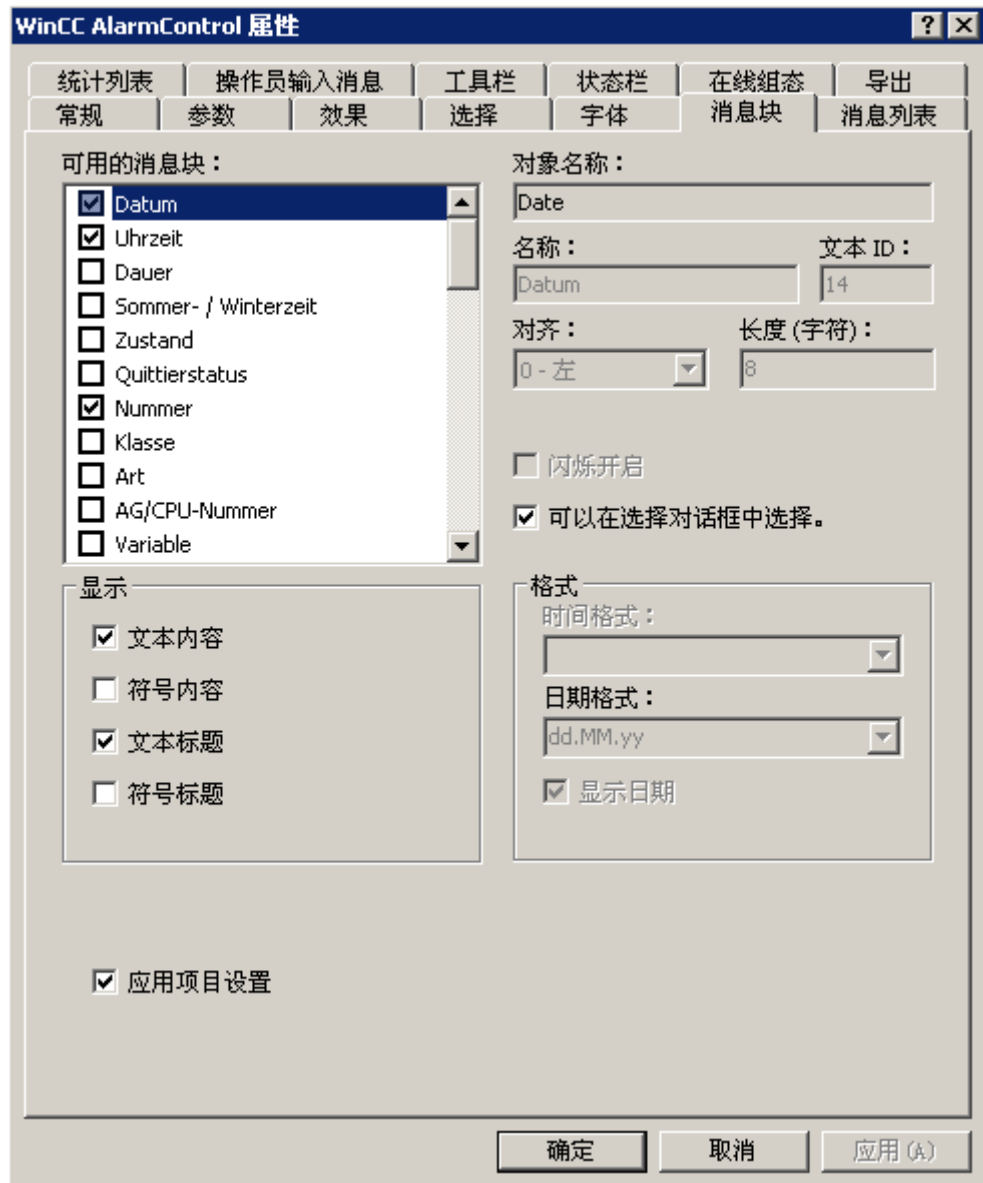 WinCC AlarmControl 属性
统计列表 操作员输入消息 工具栏 状态栏 在线组态 导出
常规 参数 效果 选择 字体 消息块 消息列表
可用的消息块：
Datum
Uhrzeit
Dauer
Sommer- / Winterzeit
Zustand
Quittierstatus
Nummer
Klasse
Art
AG/CPU-Nummer
Variable
对象名称：
Date
名称： 文本 ID：
Datum 14
对齐： 长度(字符)：
0 - 左 8
闪烁开启
可以在选择对话框中选择。
显示
文本内容
符号内容
文本标题
符号标题
格式
时间格式：
日期格式：
dd.MM.yy
显示日期
应用项目设置
确定 取消 应用(A)